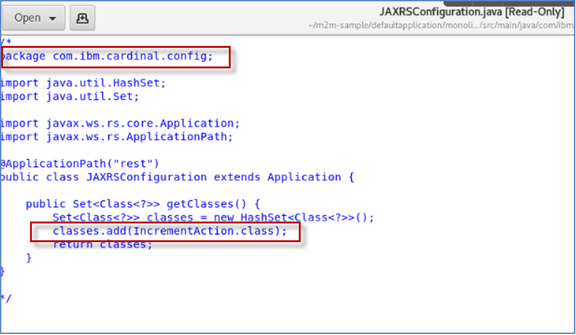 Open
JAXRSConfiguration.java [Read-Only]
~/m2m-sample/defaultapplication/monoli.../src/main/java/com/ibm
/*
package com.ibm.cardinal.config;
import java.util.HashSet;
import java.util.Set;
import javax.ws.rs.core.Application;
import javax.ws.rs.ApplicationPath;
@ApplicationPath("rest")
public class JAXRSConfiguration extends Application {
public Set<Class<?>> getClasses() {
Set<Class<?>> classes = new HashSet<Class<?>>();
classes.add(IncrementAction.class);
return classes;
}
}
*/